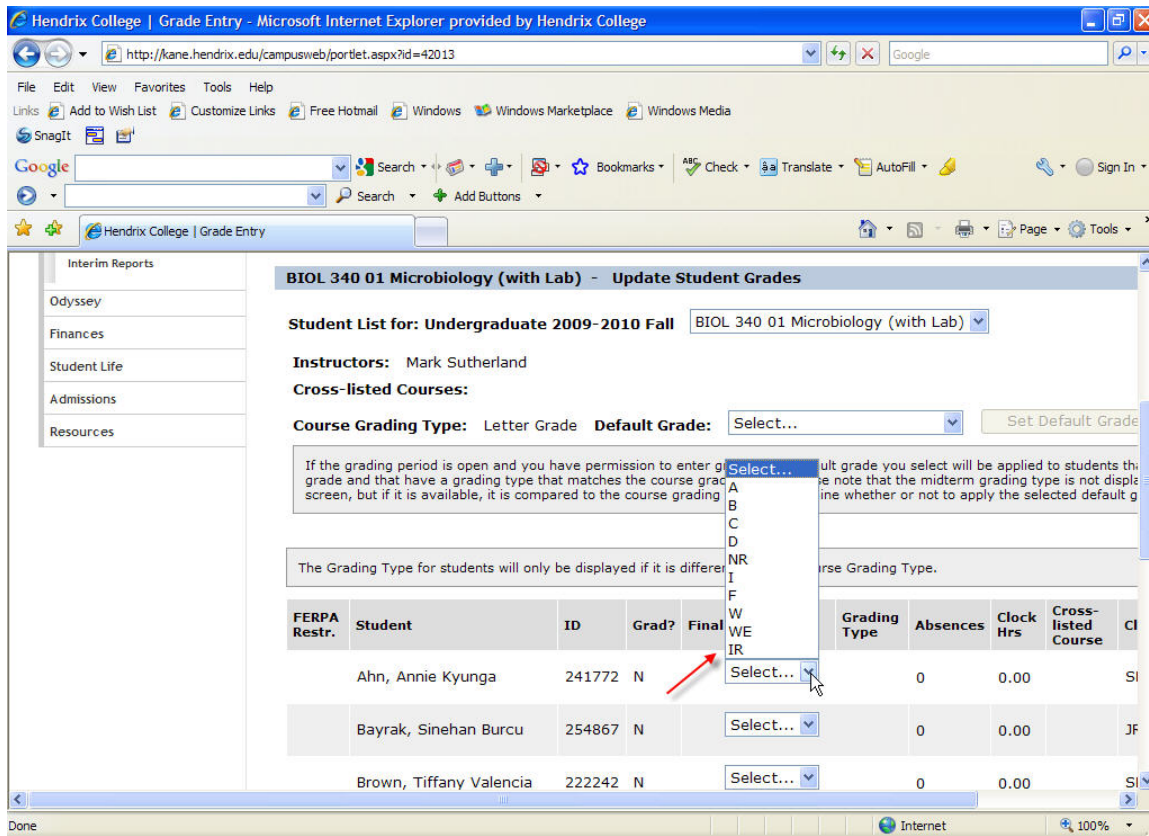 Hendrix College | Grade Entry - Microsoft Internet Explorer provided by Hendrix College
http://kane.hendrix.edu/campusweb/portlet.aspx?id=42013
Google
File Edit View Favorites Tools Help
Links Add to Wish List Customize Links Free Hotmail Windows Windows Marketplace Windows Media
SnagIt
Google Search Bookmarks ABC Check âa Translate AutoFill Sign In
Search Add Buttons
Hendrix College | Grade Entry Page Tools
Interim Reports
Odyssey
Finances
Student Life
Admissions
Resources
BIOL 340 01 Microbiology (with Lab) - Update Student Grades
Student List for: Undergraduate 2009-2010 Fall BIOL 340 01 Microbiology (with Lab)
Instructors: Mark Sutherland
Cross-listed Courses:
Course Grading Type: Letter Grade Default Grade: Select... Set Default Grade
If the grading period is open and you have permission to enter ult grade you select will be applied to students
grade and that have a grading type that matches the course note that the midterm grading type is not
screen, but if it is available, it is compared to the course grading whether or not to apply the selected default
Select...
A
B
C
D
NR
I
F
W
WE
IR
The Grading Type for students will only be displayed if it is Grading Type.
FERPA Restr. Student ID Grad? Final Grading Type Absences Clock Hrs Cross-listed Course
Ahn, Annie Kyunga 241772 N Select... 0 0.00
Bayrak, Sinehan Burcu 254867 N Select... 0 0.00
Brown, Tiffany Valencia 222242 N Select... 0 0.00
Done Internet 100%